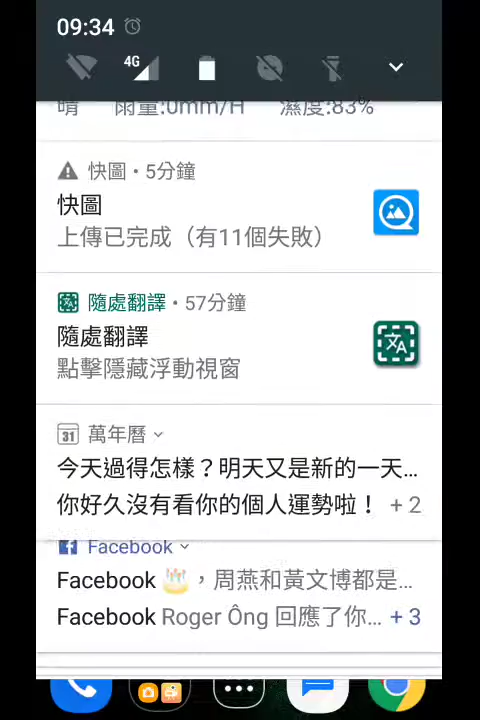 09:34
4G
晴 雨量:0mm/H 濕度:83%
快圖 • 5分鐘
快圖
上傳已完成（有11個失敗）
隨處翻譯 • 57分鐘
隨處翻譯
點擊隱藏浮動視窗
31 萬年曆
今天過得怎樣？明天又是新的一天...
你好久沒有看你的個人運勢啦！ + 2
Facebook
Facebook 🎂，周燕和黃文博都是...
Facebook Roger Ông 回應了你... + 3